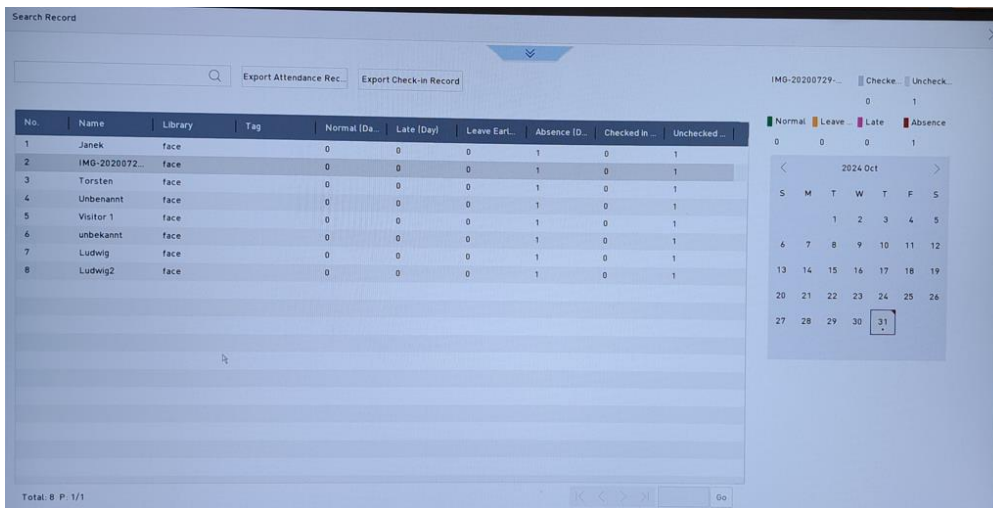 Search Record
Export Attendance Rec... Export Check-in Record
No. Name Library Tag Normal (Da... Late (Day) Leave Earl... Absence (D... Checked In ... Unchecked ...
1 Janek face 0 0 0 1 0 1
2 IMG-2020072... face 0 0 0 1 0 1
3 Torsten face 0 0 0 1 0 1
4 Unbenannt face 0 0 0 1 0 1
5 Visitor 1 face 0 0 0 1 0 1
6 unbekannt face 0 0 0 1 0 1
7 Ludwig face 0 0 0 1 0 1
8 Ludwig2 face 0 0 0 1 0 1
Total: 8 P: 1/1
Go
IMG-20200729-... Checke... Uncheck...
0 1
Normal Leave ... Late Absence
0 0 0 1
2024 Oct
S M T W T F S
1 2 3 4 5
6 7 8 9 10 11 12
13 14 15 16 17 18 19
20 21 22 23 24 25 26
27 28 29 30 31